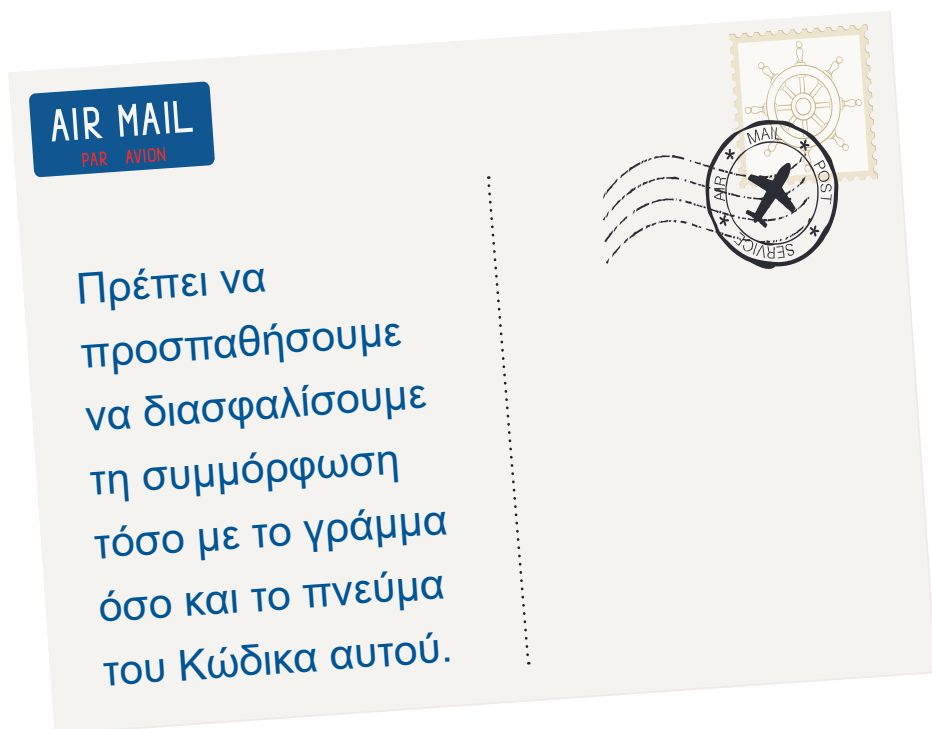 AIR MAIL
PAR AVION
AIR MAIL POST
SERVICE
Πρέπει να
προσπαθήσουμε
να διασφαλίσουμε
τη συμμόρφωση
τόσο με το γράμμα
όσο και το πνεύμα
του Κώδικα αυτού.